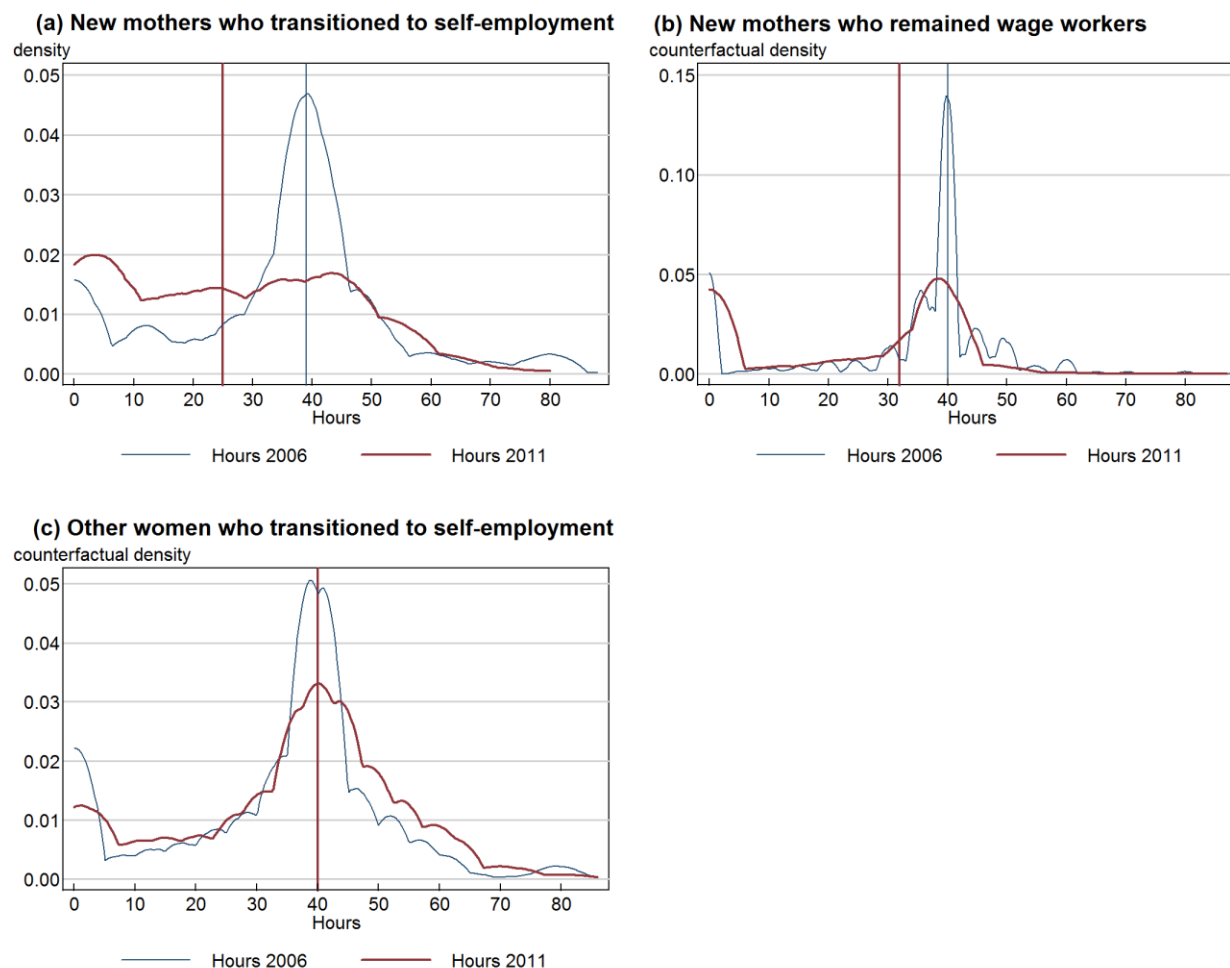 (a) New mothers who transitioned to self-employment
density
0.05
0.04
0.03
0.02
0.01
0.00
0 10 20 30 40 50 60 70 80
Hours
Hours 2006 Hours 2011
(b) New mothers who remained wage workers
counterfactual density
0.15
0.10
0.05
0.00
0 10 20 30 40 50 60 70 80
Hours
Hours 2006 Hours 2011
(c) Other women who transitioned to self-employment
counterfactual density
0.05
0.04
0.03
0.02
0.01
0.00
0 10 20 30 40 50 60 70 80
Hours
Hours 2006 Hours 2011